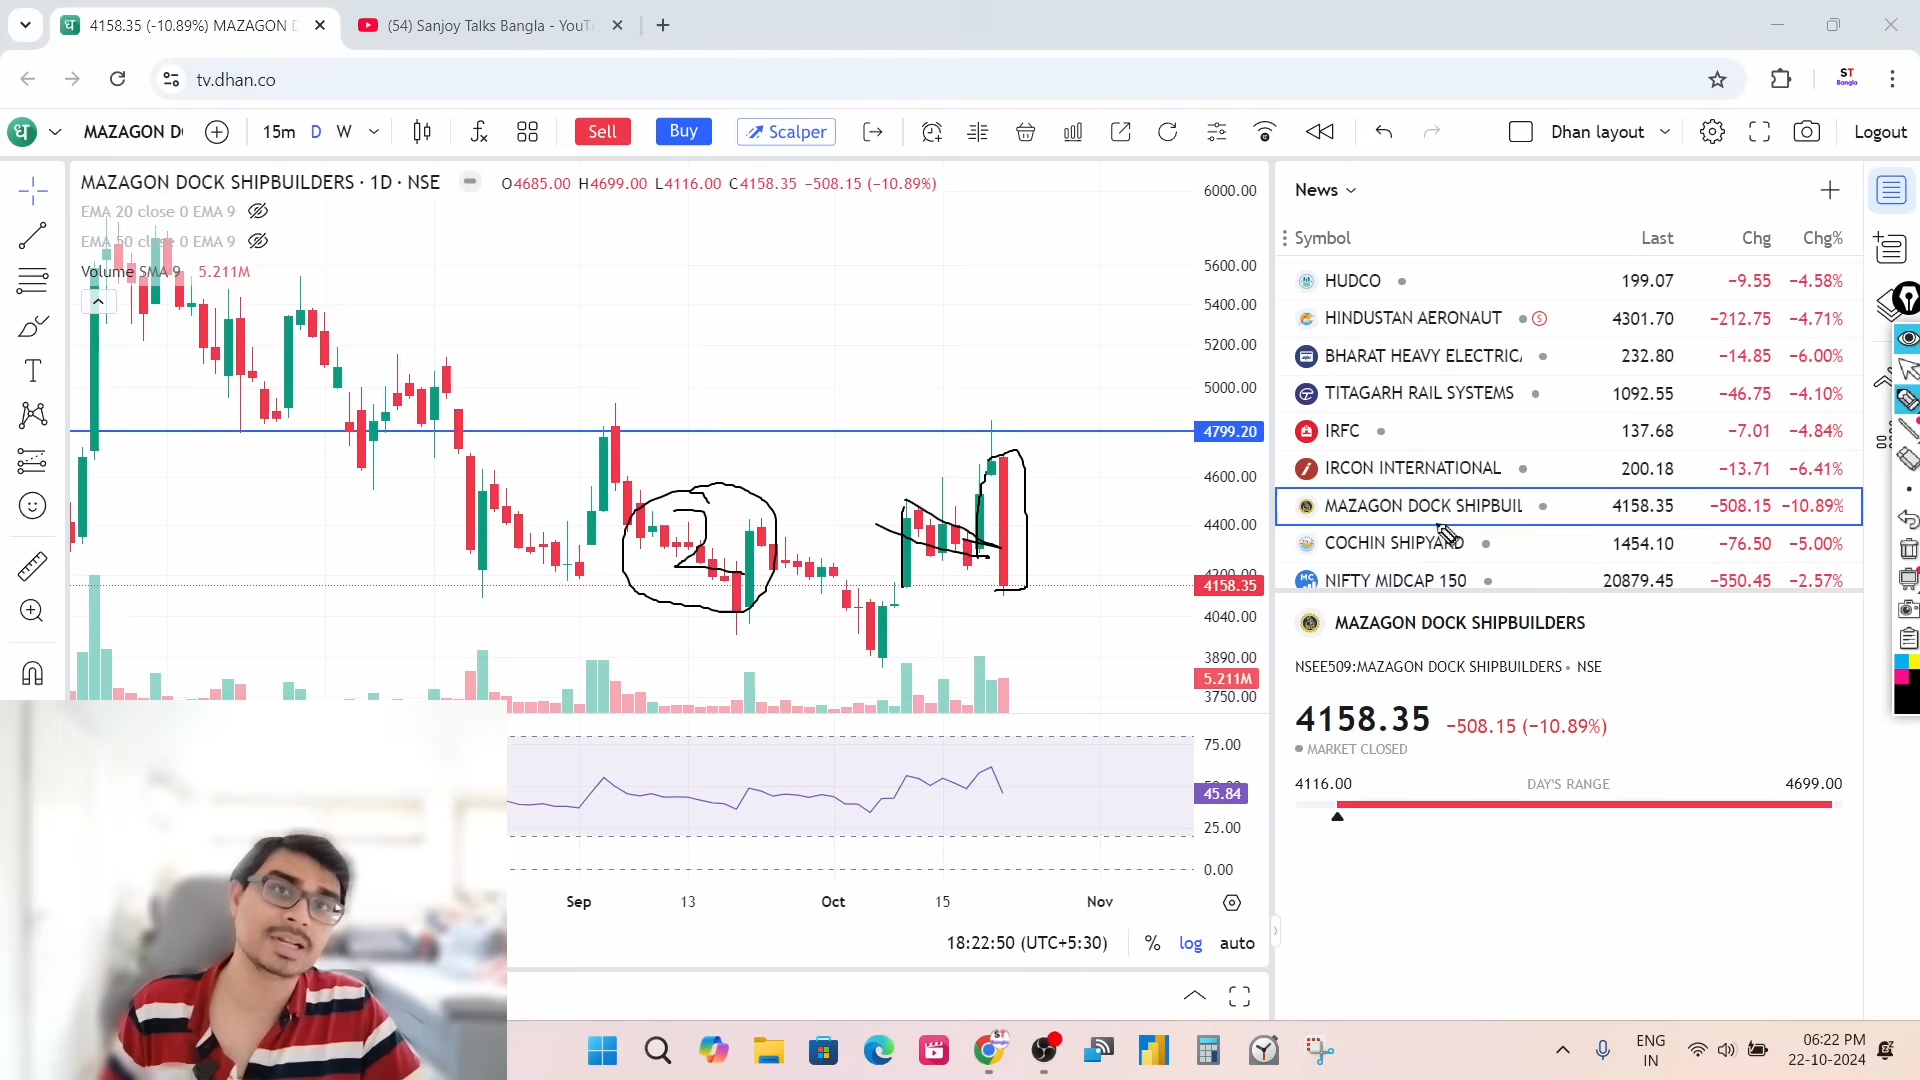 4158.35 (-10.89%) MAZAGON D
(54) Sanjoy Talks Bangla - YouT
tv.dhan.co
ST
Bangla
ध
MAZAGON D
15m D W
Sell
Buy
Scalper
Dhan layout
Logout
MAZAGON DOCK SHIPBUILDERS · 1D · NSE
O4685.00 H4699.00 L4116.00 C4158.35 −508.15 (−10.89%)
EMA 20 close 0 EMA 9
EMA 50 close 0 EMA 9
Volume SMA 9 5.211M
6000.00
5600.00
5400.00
5200.00
5000.00
4799.20
4600.00
4400.00
4200.00
4158.35
4040.00
3890.00
5.211M
3750.00
2
75.00
45.84
25.00
0.00
Sep 13 Oct 15 Nov
18:22:50 (UTC+5:30) % log auto
News
Symbol Last Chg Chg%
HUDCO 199.07 −9.55 −4.58%
HINDUSTAN AERONAUT S 4301.70 −212.75 −4.71%
BHARAT HEAVY ELECTRICA 232.80 −14.85 −6.00%
TITAGARH RAIL SYSTEMS 1092.55 −46.75 −4.10%
IRFC 137.68 −7.01 −4.84%
IRCON INTERNATIONAL 200.18 −13.71 −6.41%
MAZAGON DOCK SHIPBUIL 4158.35 −508.15 −10.89%
COCHIN SHIPYARD 1454.10 −76.50 −5.00%
MC NIFTY MIDCAP 150 20879.45 −550.45 −2.57%
MAZAGON DOCK SHIPBUILDERS
NSEE509:MAZAGON DOCK SHIPBUILDERS • NSE
4158.35 −508.15 (−10.89%)
MARKET CLOSED
4116.00 DAY'S RANGE 4699.00
ENG
IN
06:22 PM
22-10-2024